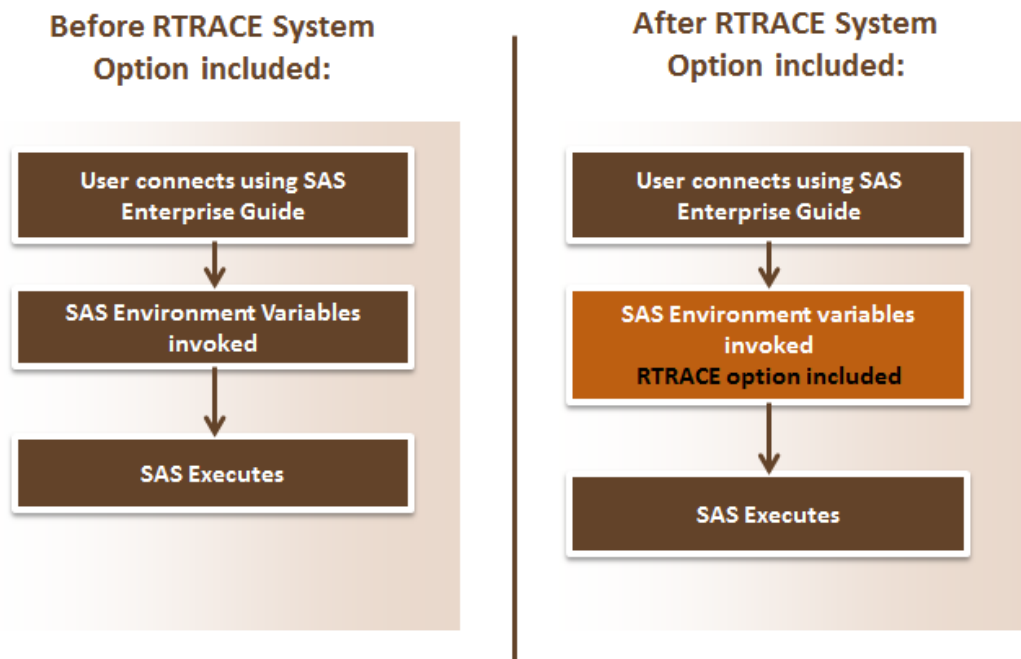 Before RTRACE System
Option included:
User connects using SAS
Enterprise Guide
SAS Environment Variables
invoked
SAS Executes
After RTRACE System
Option included:
User connects using SAS
Enterprise Guide
SAS Environment variables
invoked
RTRACE option included
SAS Executes